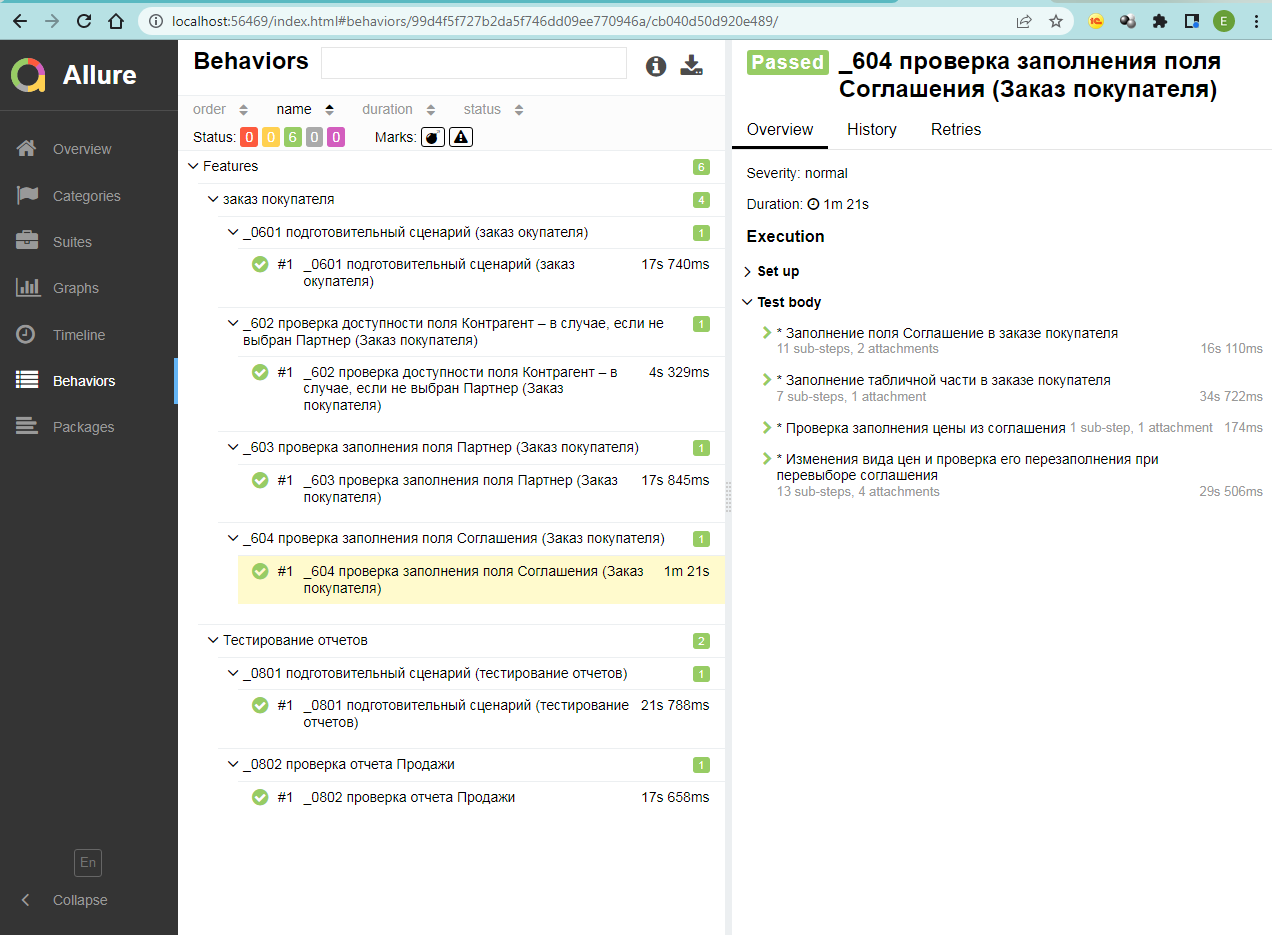 localhost:56469/index.html#behaviors/99d4f5f727b2da5f746dd09ee770946a/cb040d50d920e489/
E
Allure
Overview
Categories
Suites
Graphs
Timeline
Behaviors
Packages
En
Collapse
Behaviors
order name duration status
Status: 0 0 6 0 0 Marks:
Features 6
заказ покупателя 4
_0601 подготовительный сценарий (заказ окупателя) 1
#1 _0601 подготовительный сценарий (заказ 17s 740ms
окупателя)
_602 проверка доступности поля Контрагент – в случае, если не 1
выбран Партнер (Заказ покупателя)
#1 _602 проверка доступности поля Контрагент – в 4s 329ms
случае, если не выбран Партнер (Заказ
покупателя)
_603 проверка заполнения поля Партнер (Заказ покупателя) 1
#1 _603 проверка заполнения поля Партнер (Заказ 17s 845ms
покупателя)
_604 проверка заполнения поля Соглашения (Заказ покупателя) 1
#1 _604 проверка заполнения поля Соглашения (Заказ 1m 21s
покупателя)
Тестирование отчетов 2
_0801 подготовительный сценарий (тестирование отчетов) 1
#1 _0801 подготовительный сценарий (тестирование 21s 788ms
отчетов)
_0802 проверка отчета Продажи 1
#1 _0802 проверка отчета Продажи 17s 658ms
Passed _604 проверка заполнения поля
Соглашения (Заказ покупателя)
Overview History Retries
Severity: normal
Duration: 1m 21s
Execution
Set up
Test body
* Заполнение поля Соглашение в заказе покупателя
11 sub-steps, 2 attachments 16s 110ms
* Заполнение табличной части в заказе покупателя
7 sub-steps, 1 attachment 34s 722ms
* Проверка заполнения цены из соглашения 1 sub-step, 1 attachment 174ms
* Изменения вида цен и проверка его перезаполнения при
перевыборе соглашения
13 sub-steps, 4 attachments 29s 506ms